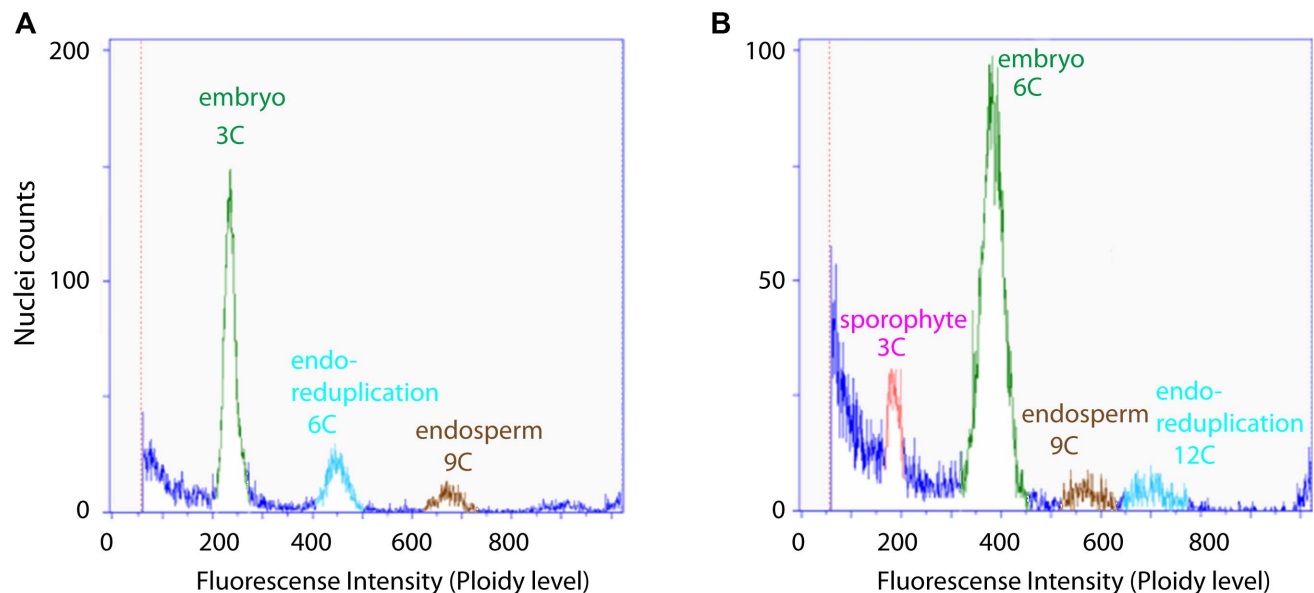 A
200
100
0
Nuclei counts
embryo
3C
endo-
reduplication
6C
endosperm
9C
0 200 400 600 800
Fluorescense Intensity (Ploidy level)
B
100
50
0
embryo
6C
sporophyte
3C
endosperm
9C
endo-
reduplication
12C
0 200 400 600 800
Fluorescense Intensity (Ploidy level)